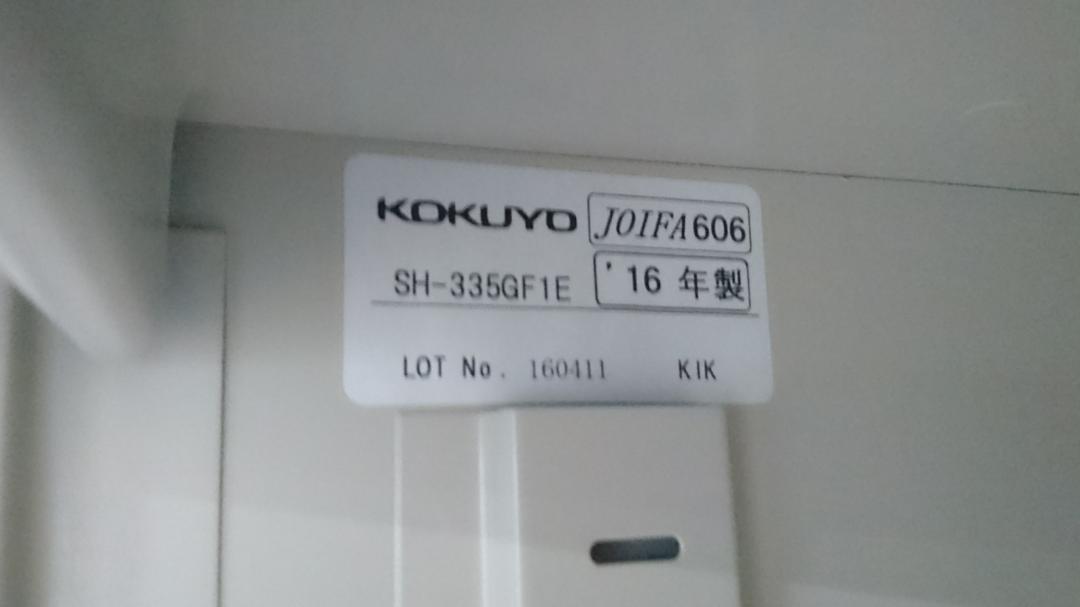 KOKUYO JOIFA606
SH-335GF1E '16 年製
LOT No. 160411 KIK